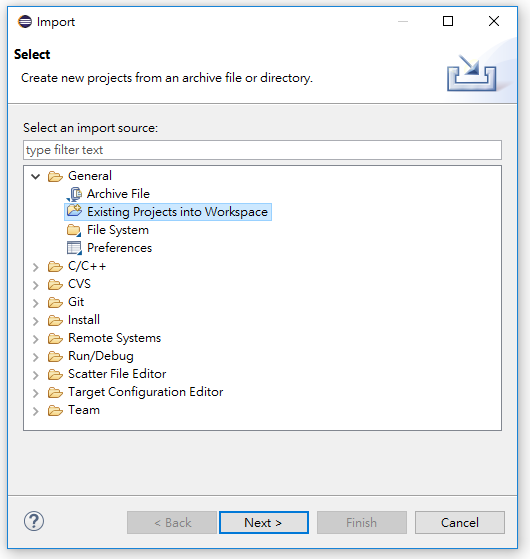 Import
Select
Create new projects from an archive file or directory.
Select an import source:
type filter text
General
Archive File
Existing Projects into Workspace
File System
Preferences
C/C++
CVS
Git
Install
Remote Systems
Run/Debug
Scatter File Editor
Target Configuration Editor
Team
?
< Back
Next >
Finish
Cancel